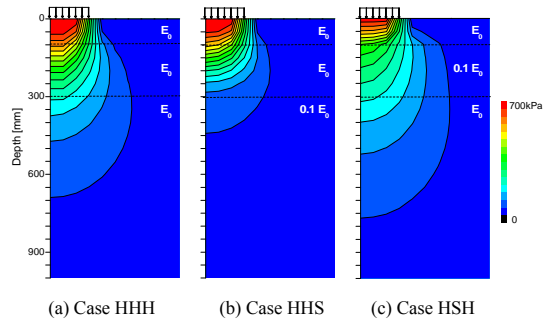 0
300
600
900
Depth [mm]
E₀
E₀
E₀
(a) Case HHH
E₀
E₀
0.1 E₀
(b) Case HHS
E₀
0.1 E₀
E₀
(c) Case HSH
700kPa
0